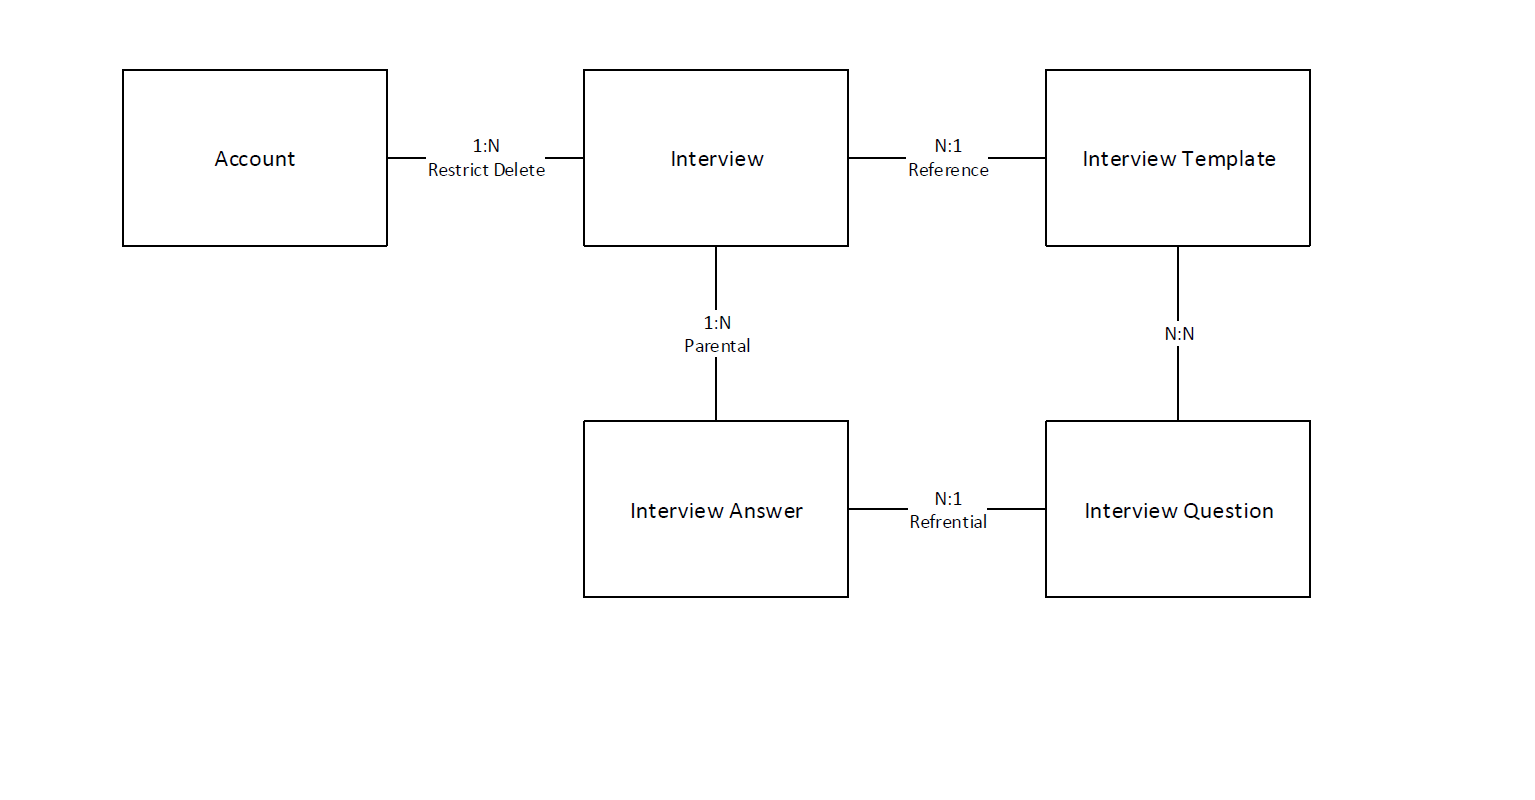 Account
1:N
Restrict Delete
Interview
N:1
Reference
Interview Template
1:N
Parental
N:N
Interview Answer
N:1
Refrential
Interview Question